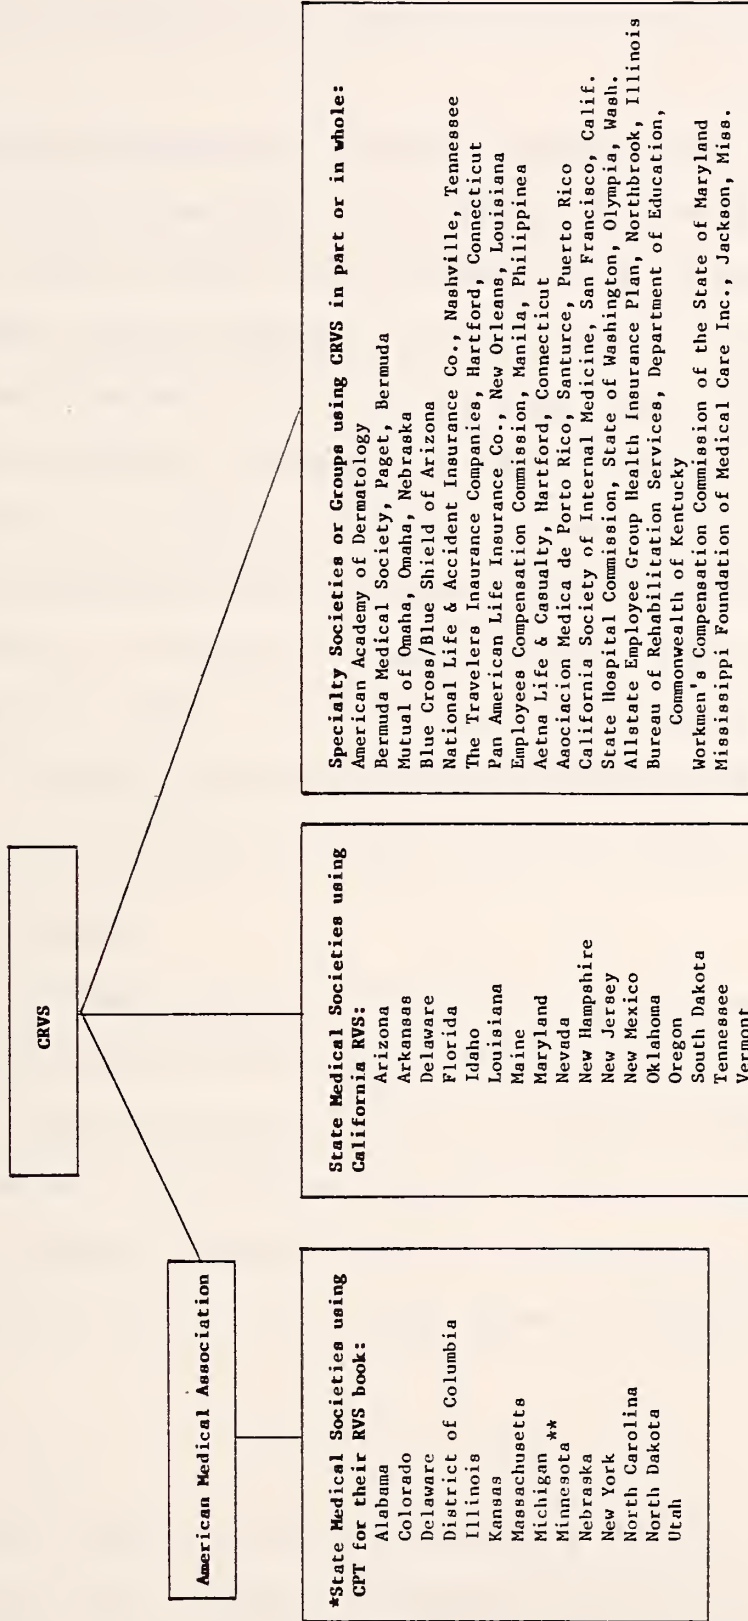 CRVS
American Medical Association
*State Medical Societies using
CPT for their RVS book:
Alabama
Colorado
Delaware
District of Columbia
Illinois
Kansas
Massachusetts
Michigan **
Minnesota
Nebraska
New York
North Carolina
North Dakota
Utah
State Medical Societies using
California RVS:
Arizona
Arkansas
Delaware
Florida
Idaho
Louisiana
Maine
Maryland
Nevada
New Hampshire
New Jersey
New Mexico
Oklahoma
Oregon
South Dakota
Tennessee
Vermont
Specialty Societies or Groups using CRVS in part or in whole:
American Academy of Dermatology
Bermuda Medical Society, Paget, Bermuda
Mutual of Omaha, Omaha, Nebraska
Blue Cross/Blue Shield of Arizona
National Life & Accident Insurance Co., Nashville, Tennessee
The Travelers Insurance Companies, Hartford, Connecticut
Pan American Life Insurance Co., New Orleans, Louisiana
Employees Compensation Commission, Manila, Philippinea
Aetna Life & Casualty, Hartford, Connecticut
Asociacion Medica de Porto Rico, Santurce, Puerto Rico
California Society of Internal Medicine, San Francisco, Calif.
State Hospital Commission, State of Washington, Olympia, Wash.
Allstate Employee Group Health Insurance Plan, Northbrook, Illinois
Bureau of Rehabilitation Services, Department of Education,
Commonwealth of Kentucky
Workmen's Compensation Commission of the State of Maryland
Mississippi Foundation of Medical Care Inc., Jackson, Miss.